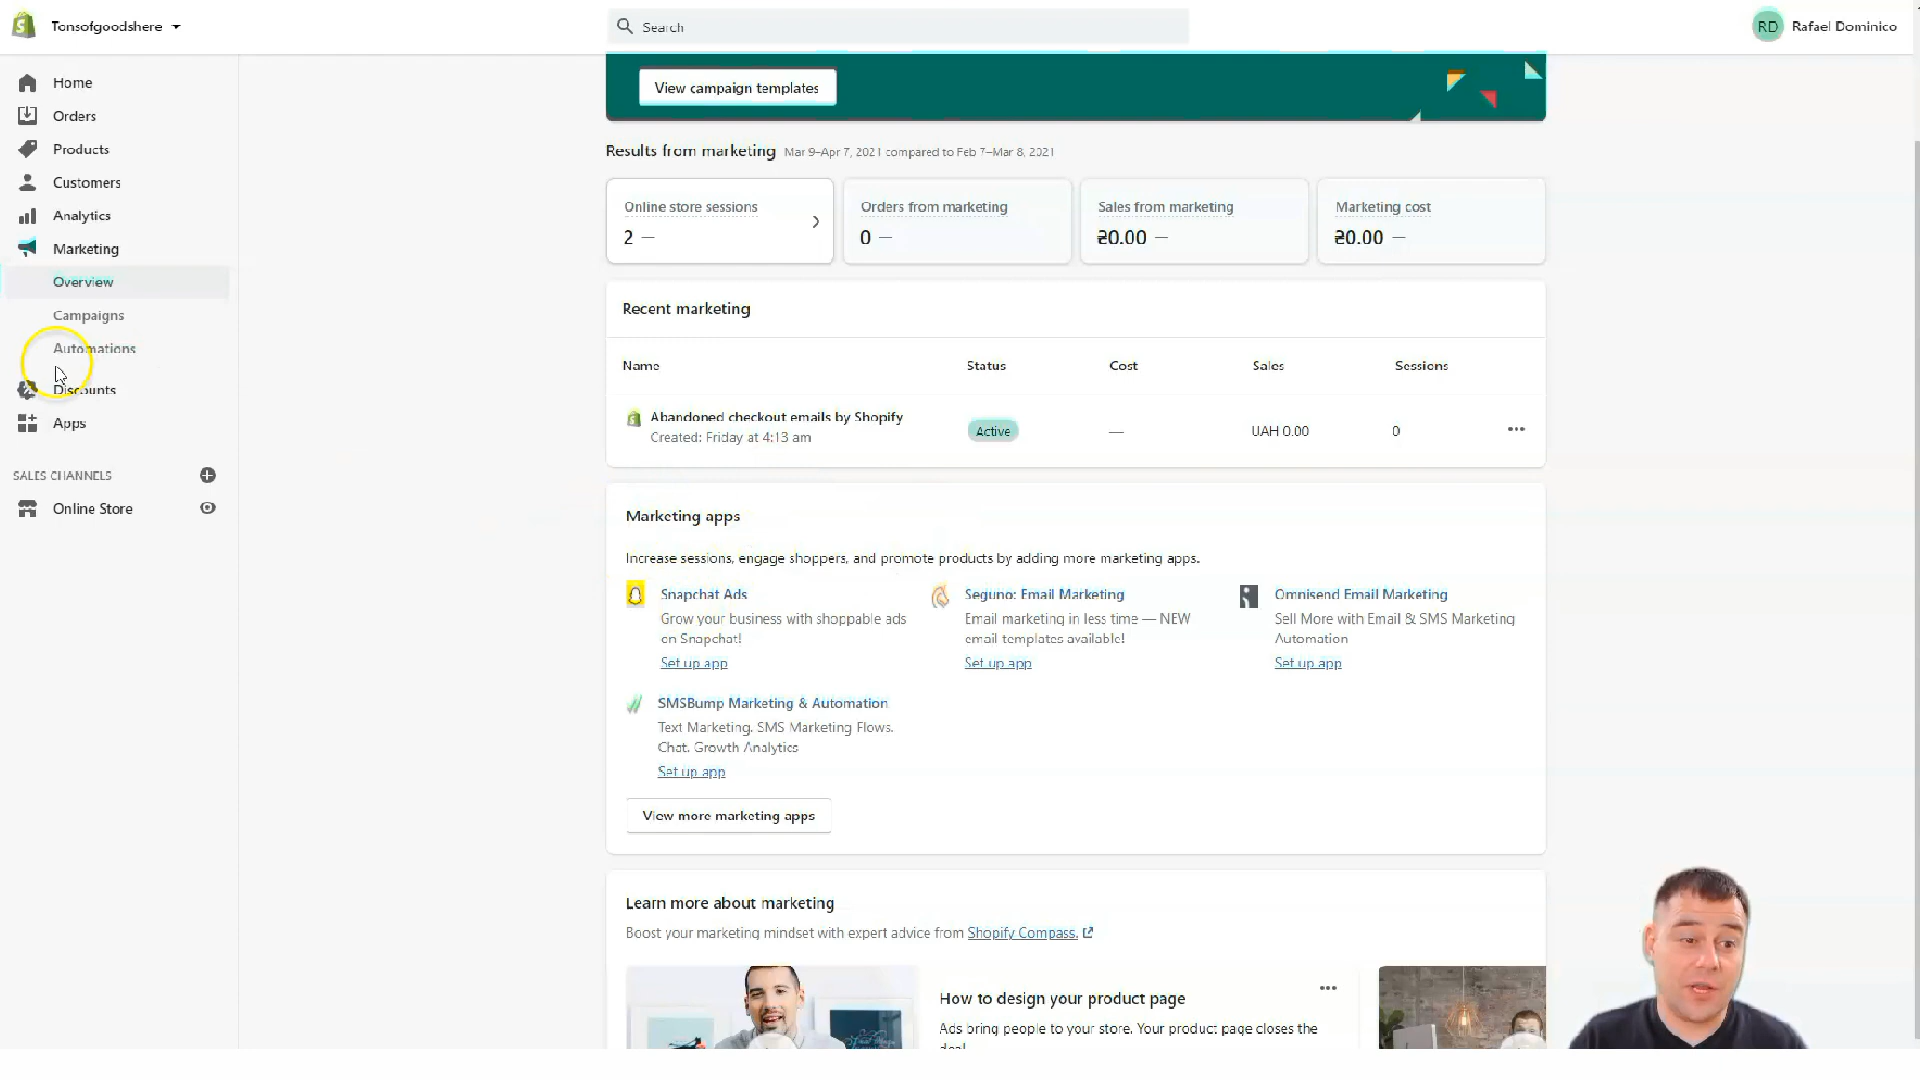 Tonsofgoodshere
Search
RD Rafael Dominico
Home
Orders
Products
Customers
Analytics
Marketing
Overview
Campaigns
Automations
Discounts
Apps
SALES CHANNELS
Online Store
View campaign templates
Results from marketing Mar 9–Apr 7, 2021 compared to Feb 7–Mar 8, 2021
Online store sessions
2 —
Orders from marketing
0 —
Sales from marketing
₴0.00 —
Marketing cost
₴0.00 —
Recent marketing
Name Status Cost Sales Sessions
Abandoned checkout emails by Shopify
Created: Friday at 4:13 am
Active — UAH 0.00 0
Marketing apps
Increase sessions, engage shoppers, and promote products by adding more marketing apps.
Snapchat Ads
Grow your business with shoppable ads
on Snapchat!
Set up app
Seguno: Email Marketing
Email marketing in less time — NEW
email templates available!
Set up app
Omnisend Email Marketing
Sell More with Email & SMS Marketing
Automation
Set up app
SMSBump Marketing & Automation
Text Marketing, SMS Marketing Flows,
Chat, Growth Analytics
Set up app
View more marketing apps
Learn more about marketing
Boost your marketing mindset with expert advice from Shopify Compass.
How to design your product page
Ads bring people to your store. Your product page closes the
deal